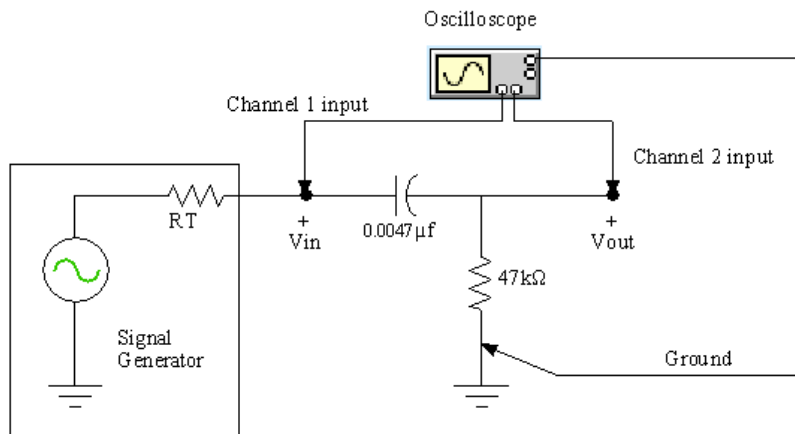 Oscilloscope
Channel 1 input
Channel 2 input
RT
+
Vin
0.0047µf
+
Vout
47kΩ
Signal
Generator
Ground